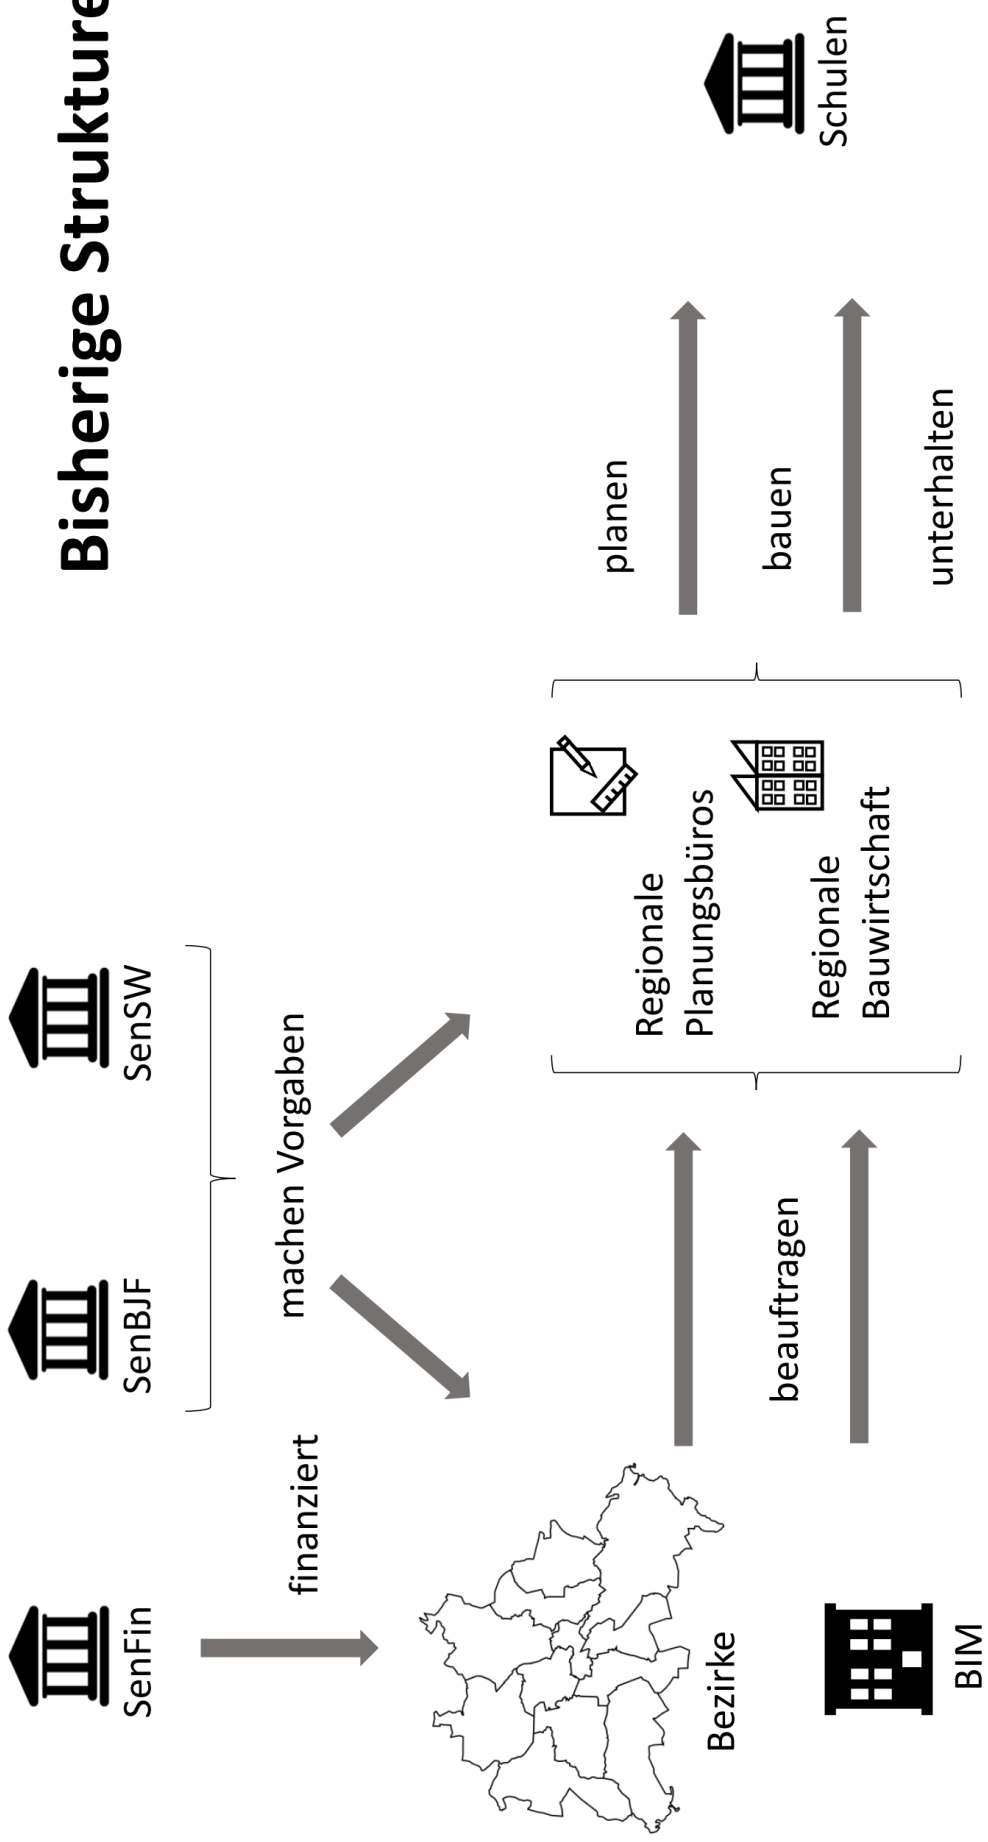 Bisherige Strukture
SenFin
SenBJF
SenSW
finanziert
machen Vorgaben
Bezirke
BIM
beauftragen
Regionale
Planungsbüros
Regionale
Bauwirtschaft
planen
bauen
unterhalten
Schulen